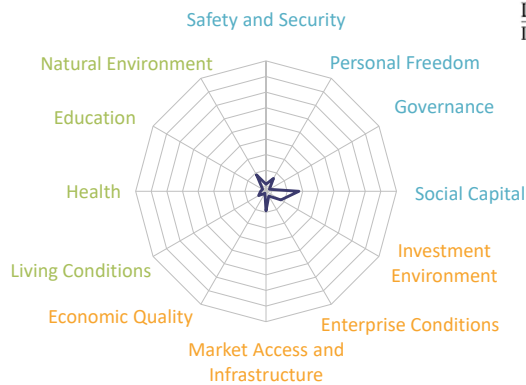 Safety and Security
Natural Environment
Personal Freedom
Education
Governance
Health
Social Capital
Investment
Environment
Living Conditions
Economic Quality
Enterprise Conditions
Market Access and
Infrastructure